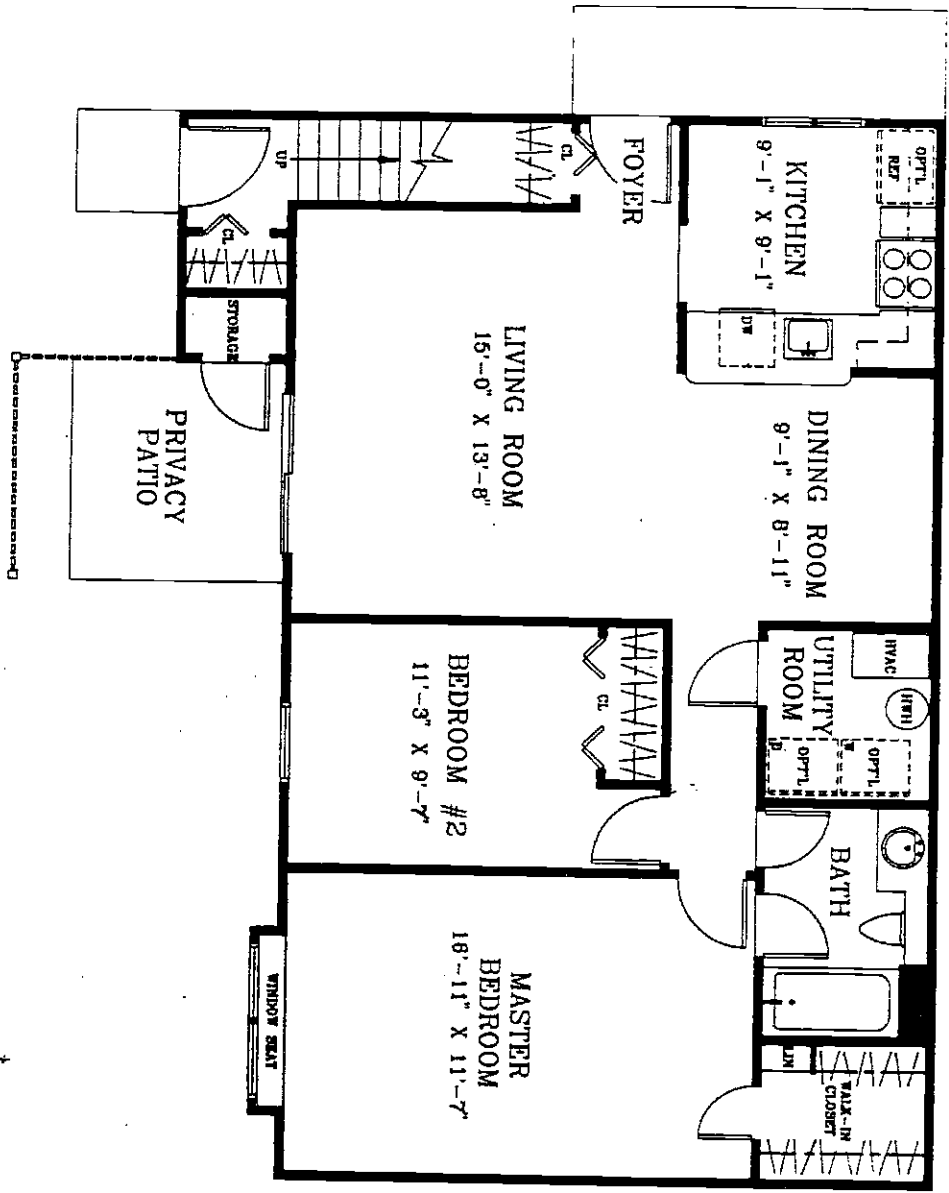 OPT'L
REF
KITCHEN
9'-1" X 9'-1"
DW
FOYER
CL
UP
CL
STORAGE
LIVING ROOM
15'-0" X 13'-8"
DINING ROOM
9'-1" X 8'-11"
PRIVACY
PATIO
HVAC
HWH
UTILITY
ROOM
OPT'L
W
OPT'L
D
BEDROOM #2
11'-3" X 9'-7"
CL
BATH
MASTER
BEDROOM
16'-11" X 11'-7"
WINDOW SEAT
LIN
WALK-IN
CLOSET